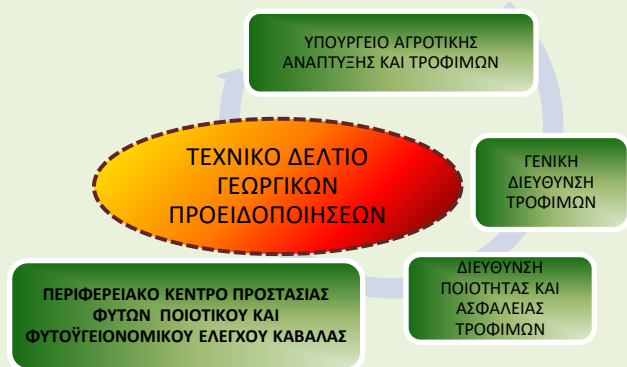 ΥΠΟΥΡΓΕΙΟ ΑΓΡΟΤΙΚΗΣ
ΑΝΑΠΤΥΞΗΣ ΚΑΙ ΤΡΟΦΙΜΩΝ
ΤΕΧΝΙΚΟ ΔΕΛΤΙΟ
ΓΕΩΡΓΙΚΩΝ
ΠΡΟΕΙΔΟΠΟΙΗΣΕΩΝ
ΓΕΝΙΚΗ
ΔΙΕΥΘΥΝΣΗ
ΤΡΟΦΙΜΩΝ
ΔΙΕΥΘΥΝΣΗ
ΠΟΙΟΤΗΤΑΣ ΚΑΙ
ΑΣΦΑΛΕΙΑΣ
ΤΡΟΦΙΜΩΝ
ΠΕΡΙΦΕΡΕΙΑΚΟ ΚΕΝΤΡΟ ΠΡΟΣΤΑΣΙΑΣ
ΦΥΤΩΝ ΠΟΙΟΤΙΚΟΥ ΚΑΙ
ΦΥΤΟΫΓΕΙΟΝΟΜΙΚΟΥ ΕΛΕΓΧΟΥ ΚΑΒΑΛΑΣ